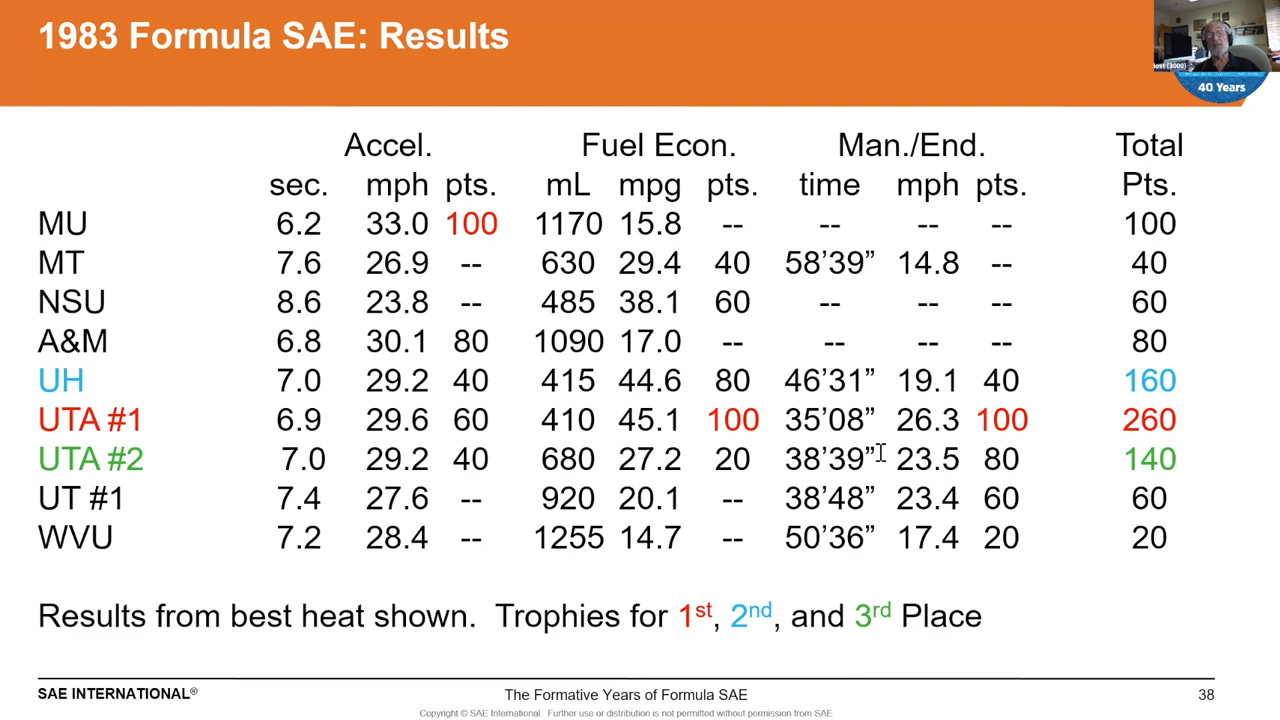 1983 Formula SAE: Results
40 Years
Accel. Fuel Econ. Man./End. Total
sec. mph pts. mL mpg pts. time mph pts. Pts.
MU 6.2 33.0 100 1170 15.8 -- -- -- -- 100
MT 7.6 26.9 -- 630 29.4 40 58’39” 14.8 -- 40
NSU 8.6 23.8 -- 485 38.1 60 -- -- -- 60
A&M 6.8 30.1 80 1090 17.0 -- -- -- -- 80
UH 7.0 29.2 40 415 44.6 80 46’31” 19.1 40 160
UTA #1 6.9 29.6 60 410 45.1 100 35’08” 26.3 100 260
UTA #2 7.0 29.2 40 680 27.2 20 38’39” 23.5 80 140
UT #1 7.4 27.6 -- 920 20.1 -- 38’48” 23.4 60 60
WVU 7.2 28.4 -- 1255 14.7 -- 50’36” 17.4 20 20
Results from best heat shown. Trophies for 1st, 2nd, and 3rd Place
SAE INTERNATIONAL® The Formative Years of Formula SAE 38
Copyright © SAE International. Further use or distribution is not permitted without permission from SAE